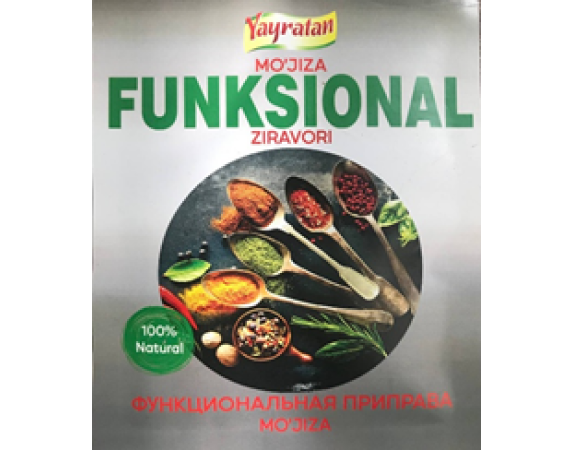 Yayratan
MO'JIZA
FUNKSIONAL
ZIRAVORI
100%
Natural
ФУНКЦИОНАЛЬНАЯ ПРИПРАВА
MO'JIZA